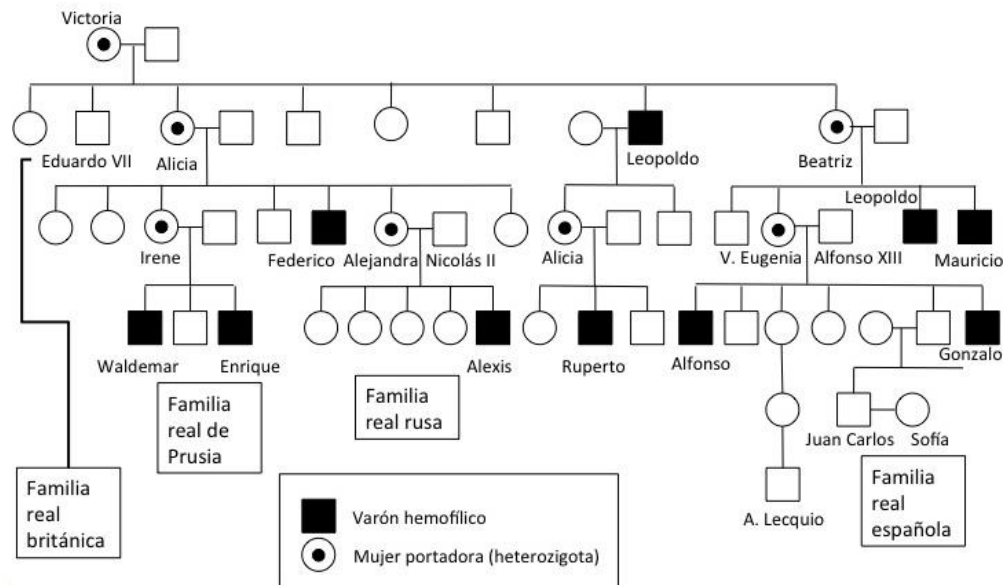 Victoria
Eduardo VII
Alicia
Leopoldo
Beatriz
Leopoldo
Irene
Federico
Alejandra
Nicolás II
Alicia
V. Eugenia
Alfonso XIII
Mauricio
Waldemar
Enrique
Alexis
Ruperto
Alfonso
Gonzalo
Familia
real de
Prusia
Familia
real rusa
Juan Carlos
Sofía
Familia
real
británica
Varón hemofílico
Mujer portadora (heterozigota)
A. Lecquio
Familia
real
española